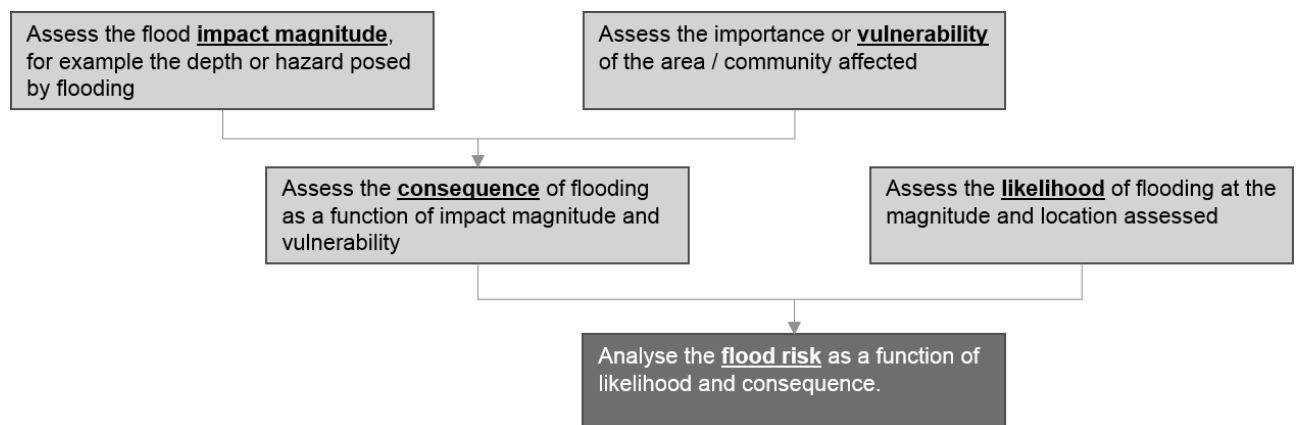 Assess the flood impact magnitude,
for example the depth or hazard posed
by flooding
Assess the importance or vulnerability
of the area / community affected
Assess the consequence of flooding
as a function of impact magnitude and
vulnerability
Assess the likelihood of flooding at the
magnitude and location assessed
Analyse the flood risk as a function of
likelihood and consequence.